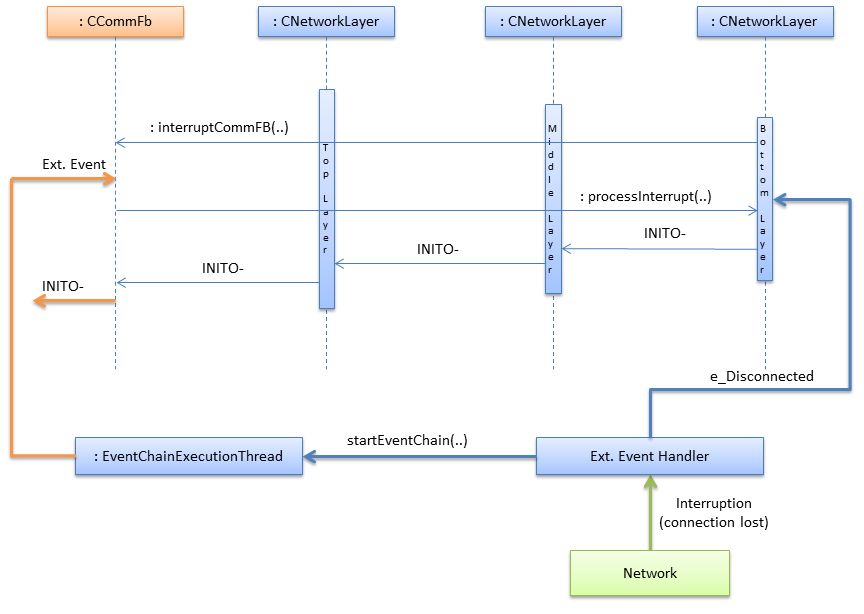 : CCommFb
: CNetworkLayer
: CNetworkLayer
: CNetworkLayer
: interruptCommFB(..)
Ext. Event
: processInterrupt(..)
INITO-
INITO-
INITO-
INITO-
Top Layer
Middle Layer
Bottom Layer
e_Disconnected
startEventChain(..)
: EventChainExecutionThread
Ext. Event Handler
Interruption
(connection lost)
Network